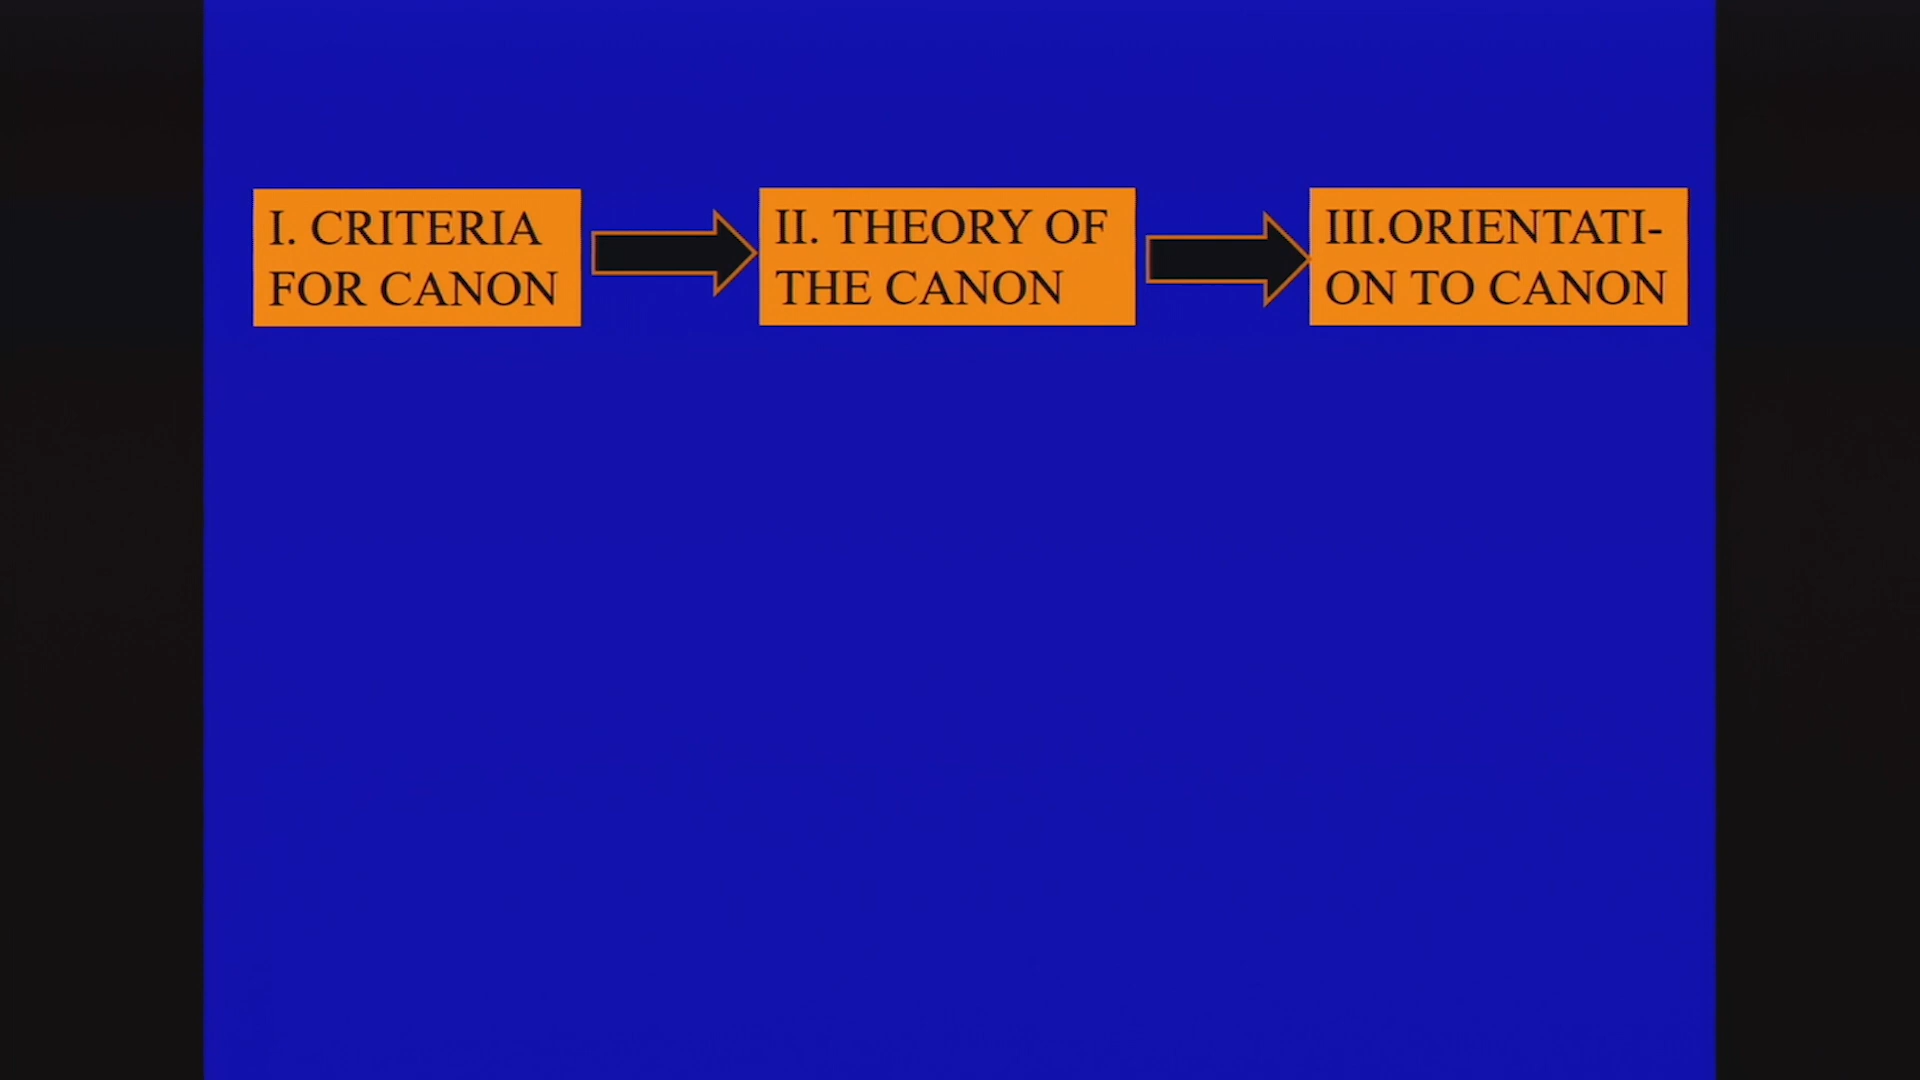 I. CRITERIA
FOR CANON
II. THEORY OF
THE CANON
III.ORIENTATI-
ON TO CANON